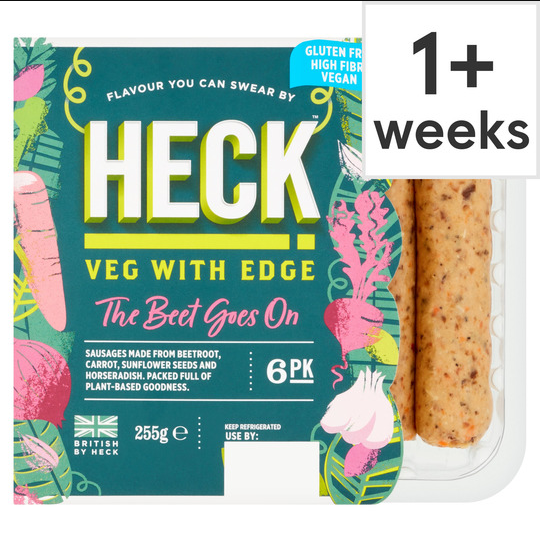 GLUTEN FR
HIGH FIBR
VEGAN
1+
weeks
FLAVOUR YOU CAN SWEAR BY
HECK™
VEG WITH EDGE
The Beet Goes On
SAUSAGES MADE FROM BEETROOT,
CARROT, SUNFLOWER SEEDS AND
HORSERADISH. PACKED FULL OF
PLANT-BASED GOODNESS.
6PK
BRITISH
BY HECK
255g ℮
KEEP REFRIGERATED
USE BY: